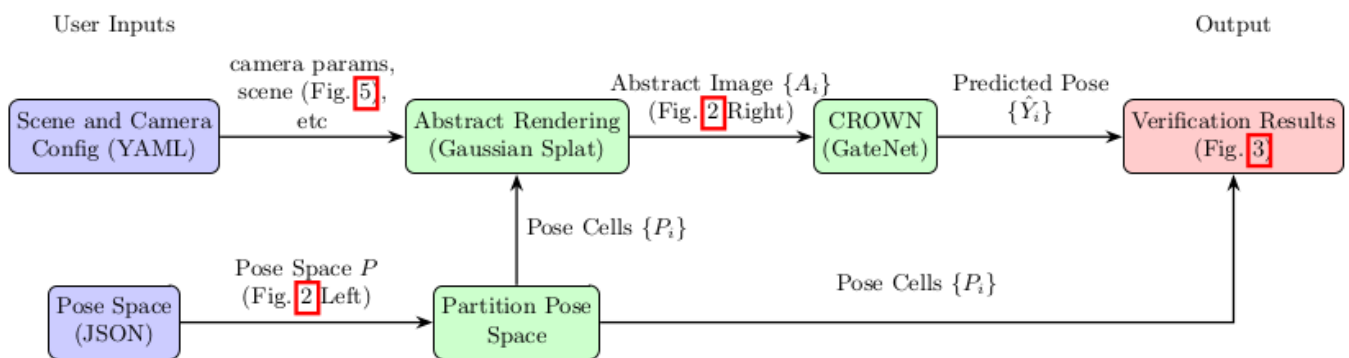 User Inputs
Output
camera params,
scene (Fig. 5),
etc
Abstract Image {A_i}
(Fig. 2 Right)
Predicted Pose
{Ŷ_i}
Scene and Camera
Config (YAML)
Abstract Rendering
(Gaussian Splat)
CROWN
(GateNet)
Verification Results
(Fig. 3)
Pose Cells {P_i}
Pose Space P
(Fig. 2 Left)
Pose Cells {P_i}
Pose Space
(JSON)
Partition Pose
Space